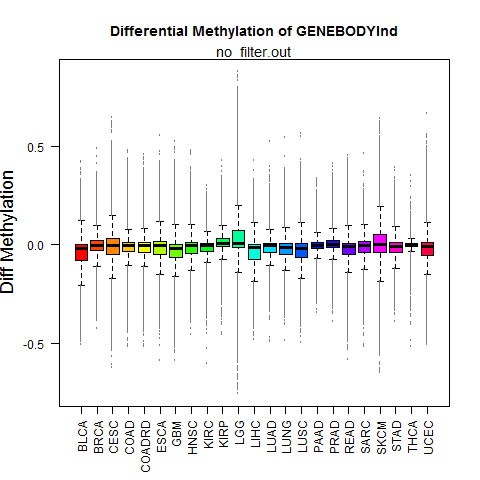 Differential Methylation of GENEBODYInd
no_filter.out
Diff Methylation
0.5
0.0
-0.5
BLCA
BRCA
CESC
COAD
COADRD
ESCA
GBM
HNSC
KIRC
KIRP
LGG
LIHC
LUAD
LUNG
LUSC
PAAD
PRAD
READ
SARC
SKCM
STAD
THCA
UCEC